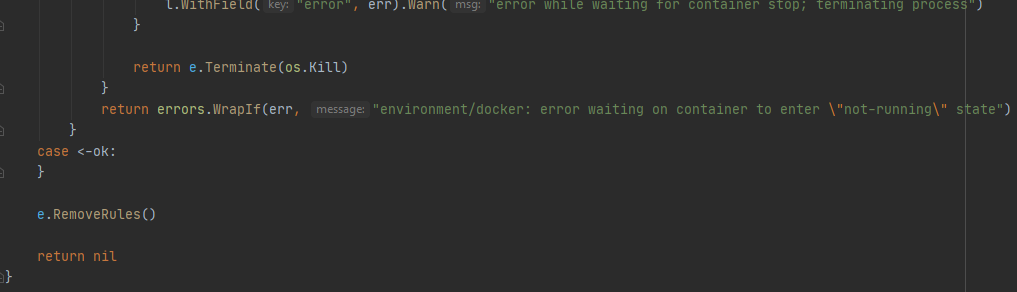 l.WithField( key: "error", err).Warn( msg: "error while waiting for container stop; terminating process")
}
return e.Terminate(os.Kill)
}
return errors.WrapIf(err, message: "environment/docker: error waiting on container to enter \"not-running\" state")
}
case <-ok:
}
e.RemoveRules()
return nil
}